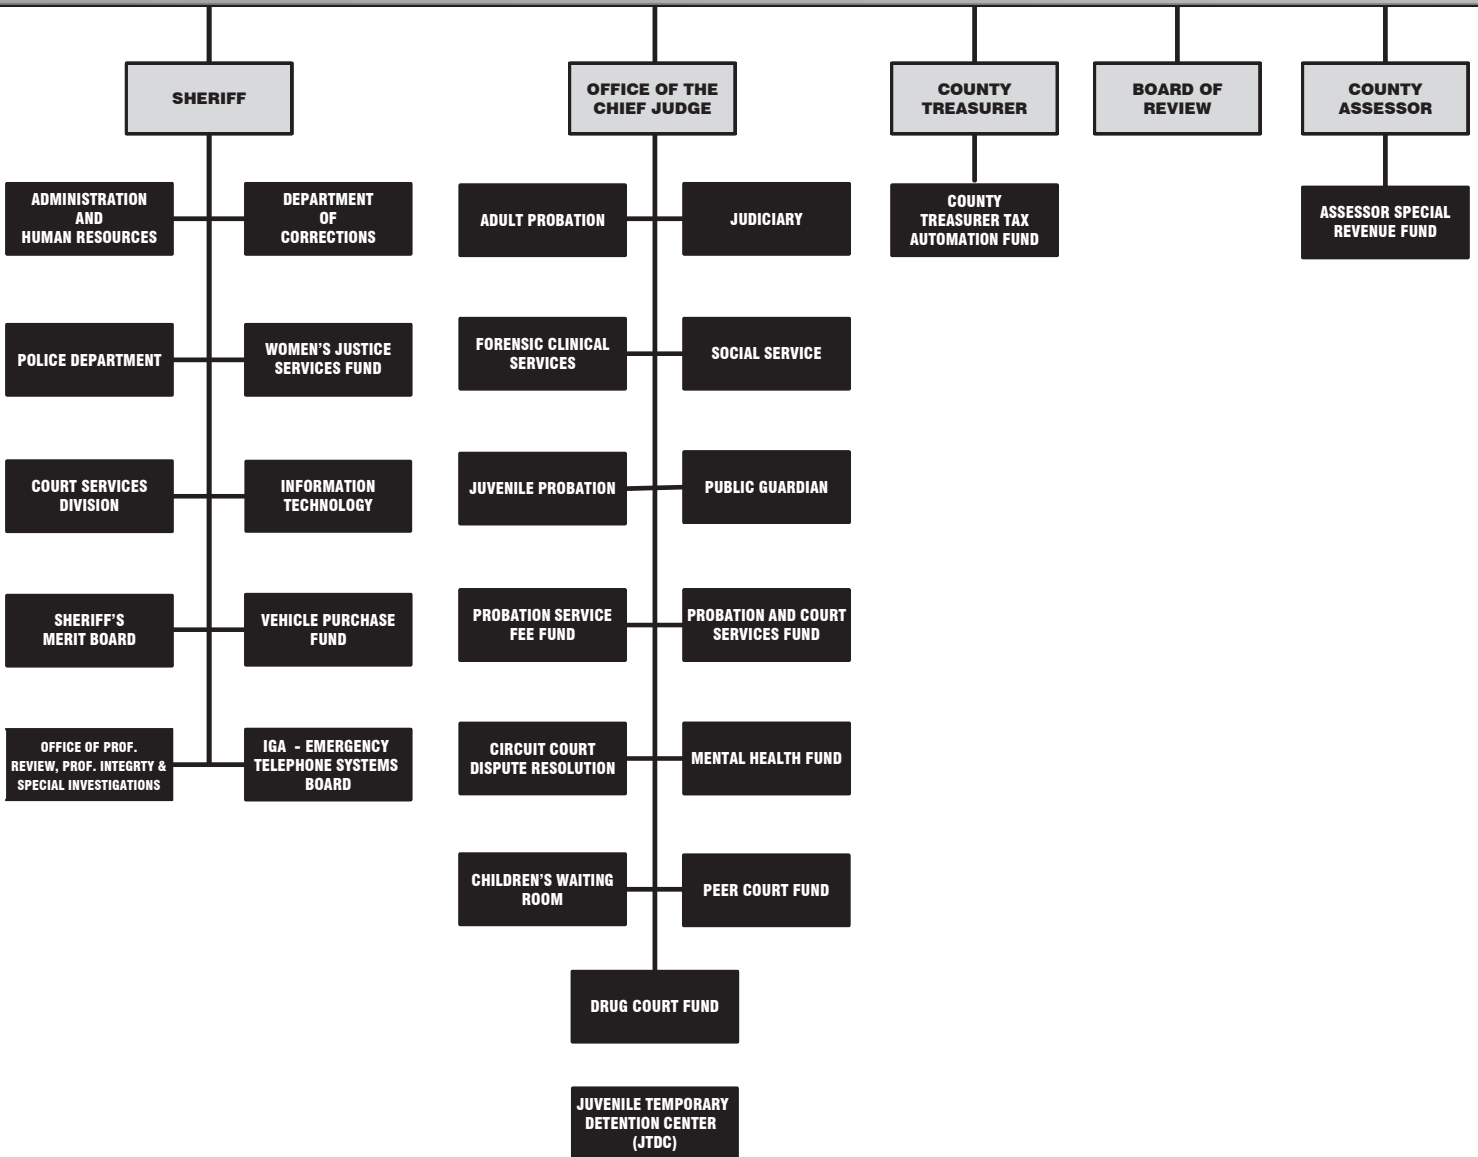 SHERIFF
OFFICE OF THE
CHIEF JUDGE
COUNTY
TREASURER
BOARD OF
REVIEW
COUNTY
ASSESSOR
ADMINISTRATION
AND
HUMAN RESOURCES
DEPARTMENT
OF
CORRECTIONS
POLICE DEPARTMENT
WOMEN'S JUSTICE
SERVICES FUND
COURT SERVICES
DIVISION
INFORMATION
TECHNOLOGY
SHERIFF'S
MERIT BOARD
VEHICLE PURCHASE
FUND
OFFICE OF PROF.
REVIEW, PROF. INTEGRTY &
SPECIAL INVESTIGATIONS
IGA - EMERGENCY
TELEPHONE SYSTEMS
BOARD
ADULT PROBATION
JUDICIARY
FORENSIC CLINICAL
SERVICES
SOCIAL SERVICE
JUVENILE PROBATION
PUBLIC GUARDIAN
PROBATION SERVICE
FEE FUND
PROBATION AND COURT
SERVICES FUND
CIRCUIT COURT
DISPUTE RESOLUTION
MENTAL HEALTH FUND
CHILDREN'S WAITING
ROOM
PEER COURT FUND
DRUG COURT FUND
JUVENILE TEMPORARY
DETENTION CENTER
(JTDC)
COUNTY
TREASURER TAX
AUTOMATION FUND
ASSESSOR SPECIAL
REVENUE FUND